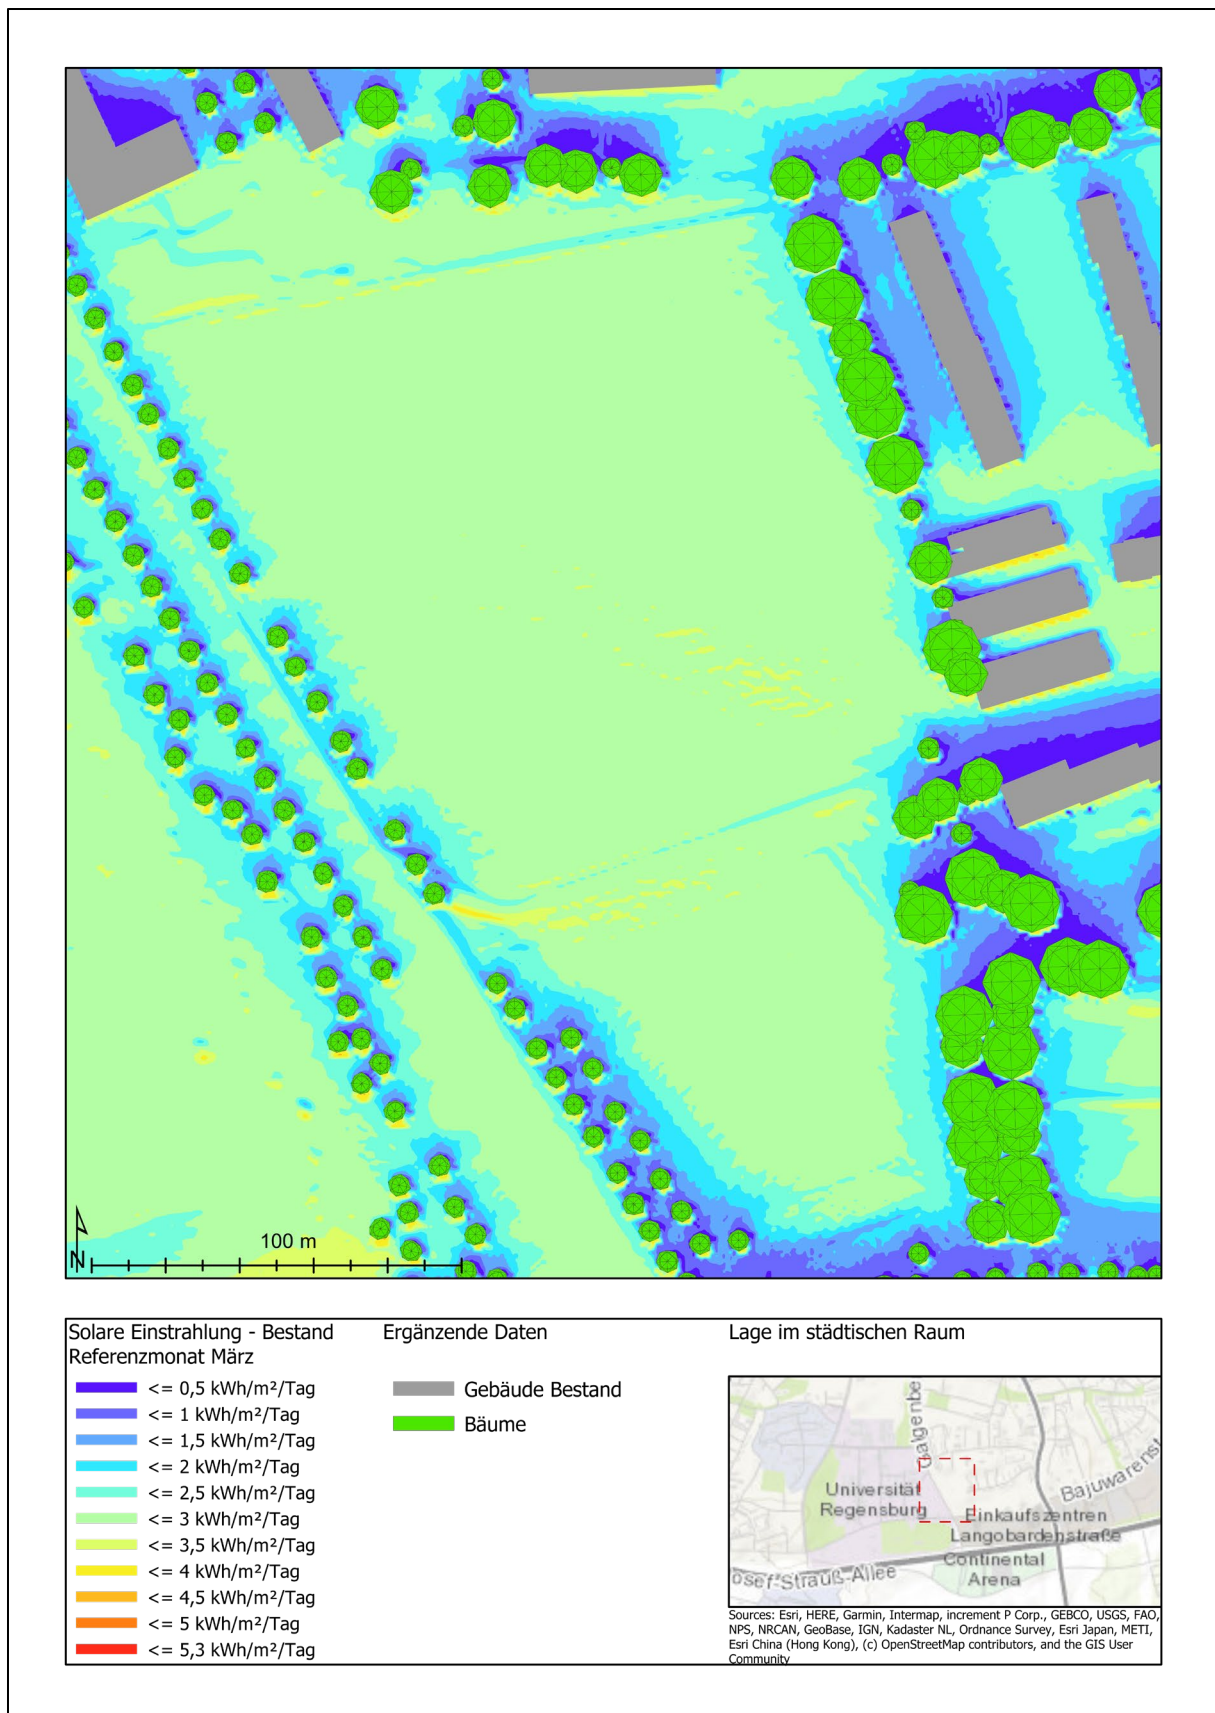 N
100 m
Solare Einstrahlung - Bestand
Referenzmonat März
<= 0,5 kWh/m²/Tag
<= 1 kWh/m²/Tag
<= 1,5 kWh/m²/Tag
<= 2 kWh/m²/Tag
<= 2,5 kWh/m²/Tag
<= 3 kWh/m²/Tag
<= 3,5 kWh/m²/Tag
<= 4 kWh/m²/Tag
<= 4,5 kWh/m²/Tag
<= 5 kWh/m²/Tag
<= 5,3 kWh/m²/Tag
Ergänzende Daten
Gebäude Bestand
Bäume
Lage im städtischen Raum
Galgenbe
Universität
Regensburg
Bajuwarenst
Einkaufszentren
Langobardenstraße
Continental
Arena
osef-Strauß-Allee
Sources: Esri, HERE, Garmin, Intermap, increment P Corp., GEBCO, USGS, FAO,
NPS, NRCAN, GeoBase, IGN, Kadaster NL, Ordnance Survey, Esri Japan, METI,
Esri China (Hong Kong), (c) OpenStreetMap contributors, and the GIS User
Community